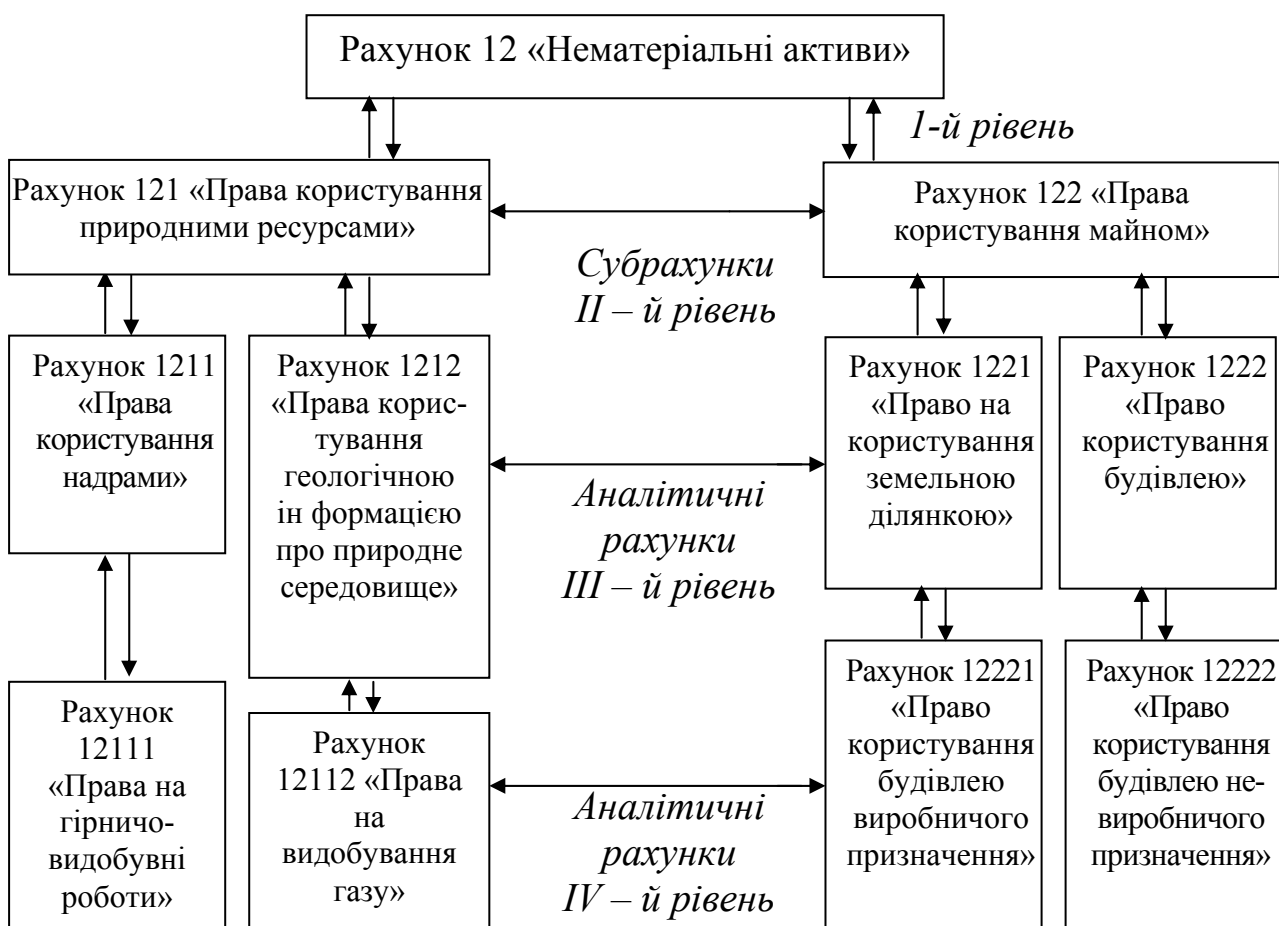 Рахунок 12 «Нематеріальні активи»
1-й рівень
Рахунок 121 «Права користування
природними ресурсами»
Рахунок 122 «Права
користування майном»
Субрахунки
II – й рівень
Рахунок 1211
«Права
користування
надрами»
Рахунок 1212
«Права корис-
тування
геологічною
ін формацією
про природне
середовище»
Рахунок 1221
«Право на
користування
земельною
ділянкою»
Рахунок 1222
«Право
користування
будівлею»
Аналітичні
рахунки
III – й рівень
Рахунок
12111
«Права на
гірничо-
видобувні
роботи»
Рахунок
12112 «Права
на
видобування
газу»
Рахунок 12221
«Право
користування
будівлею
виробничого
призначення»
Рахунок 12222
«Право
користування
будівлею не-
виробничого
призначення»
Аналітичні
рахунки
IV – й рівень